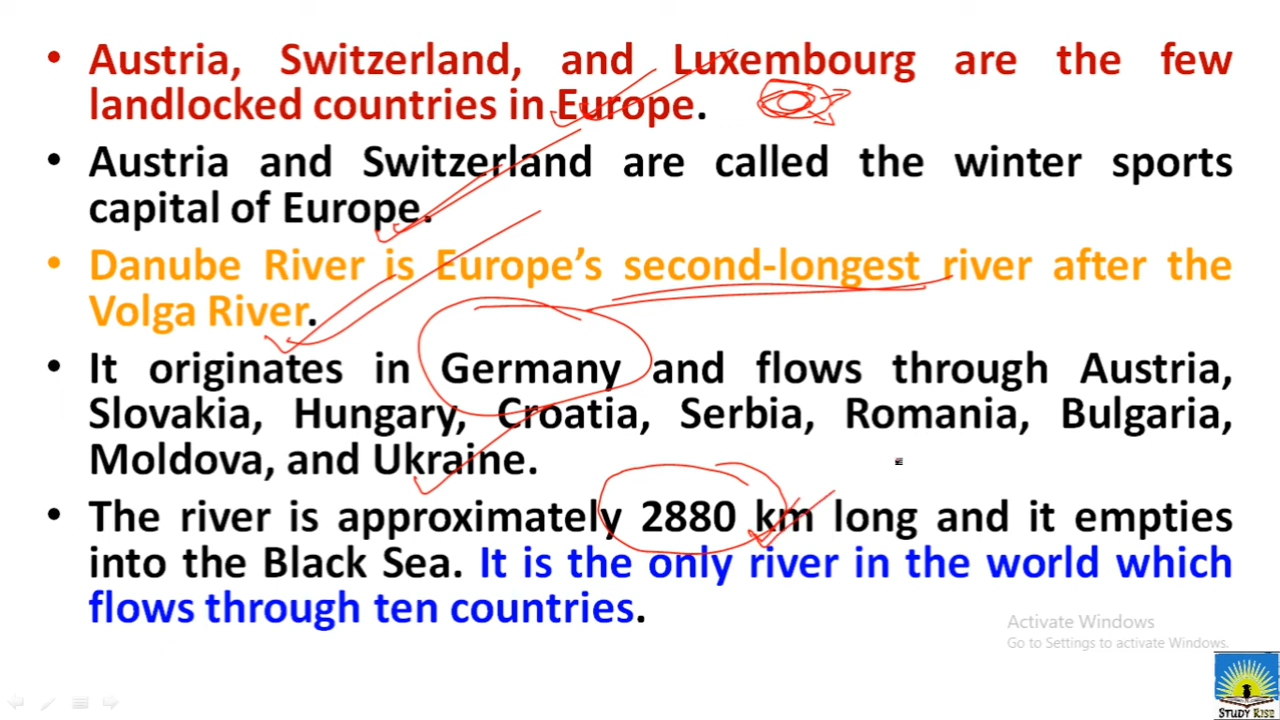 • Austria, Switzerland, and Luxembourg are the few
landlocked countries in Europe.
• Austria and Switzerland are called the winter sports
capital of Europe.
• Danube River is Europe’s second-longest river after the
Volga River.
• It originates in Germany and flows through Austria,
Slovakia, Hungary, Croatia, Serbia, Romania, Bulgaria,
Moldova, and Ukraine.
• The river is approximately 2880 km long and it empties
into the Black Sea. It is the only river in the world which
flows through ten countries.
Activate Windows
Go to Settings to activate Windows.
STUDY RISE